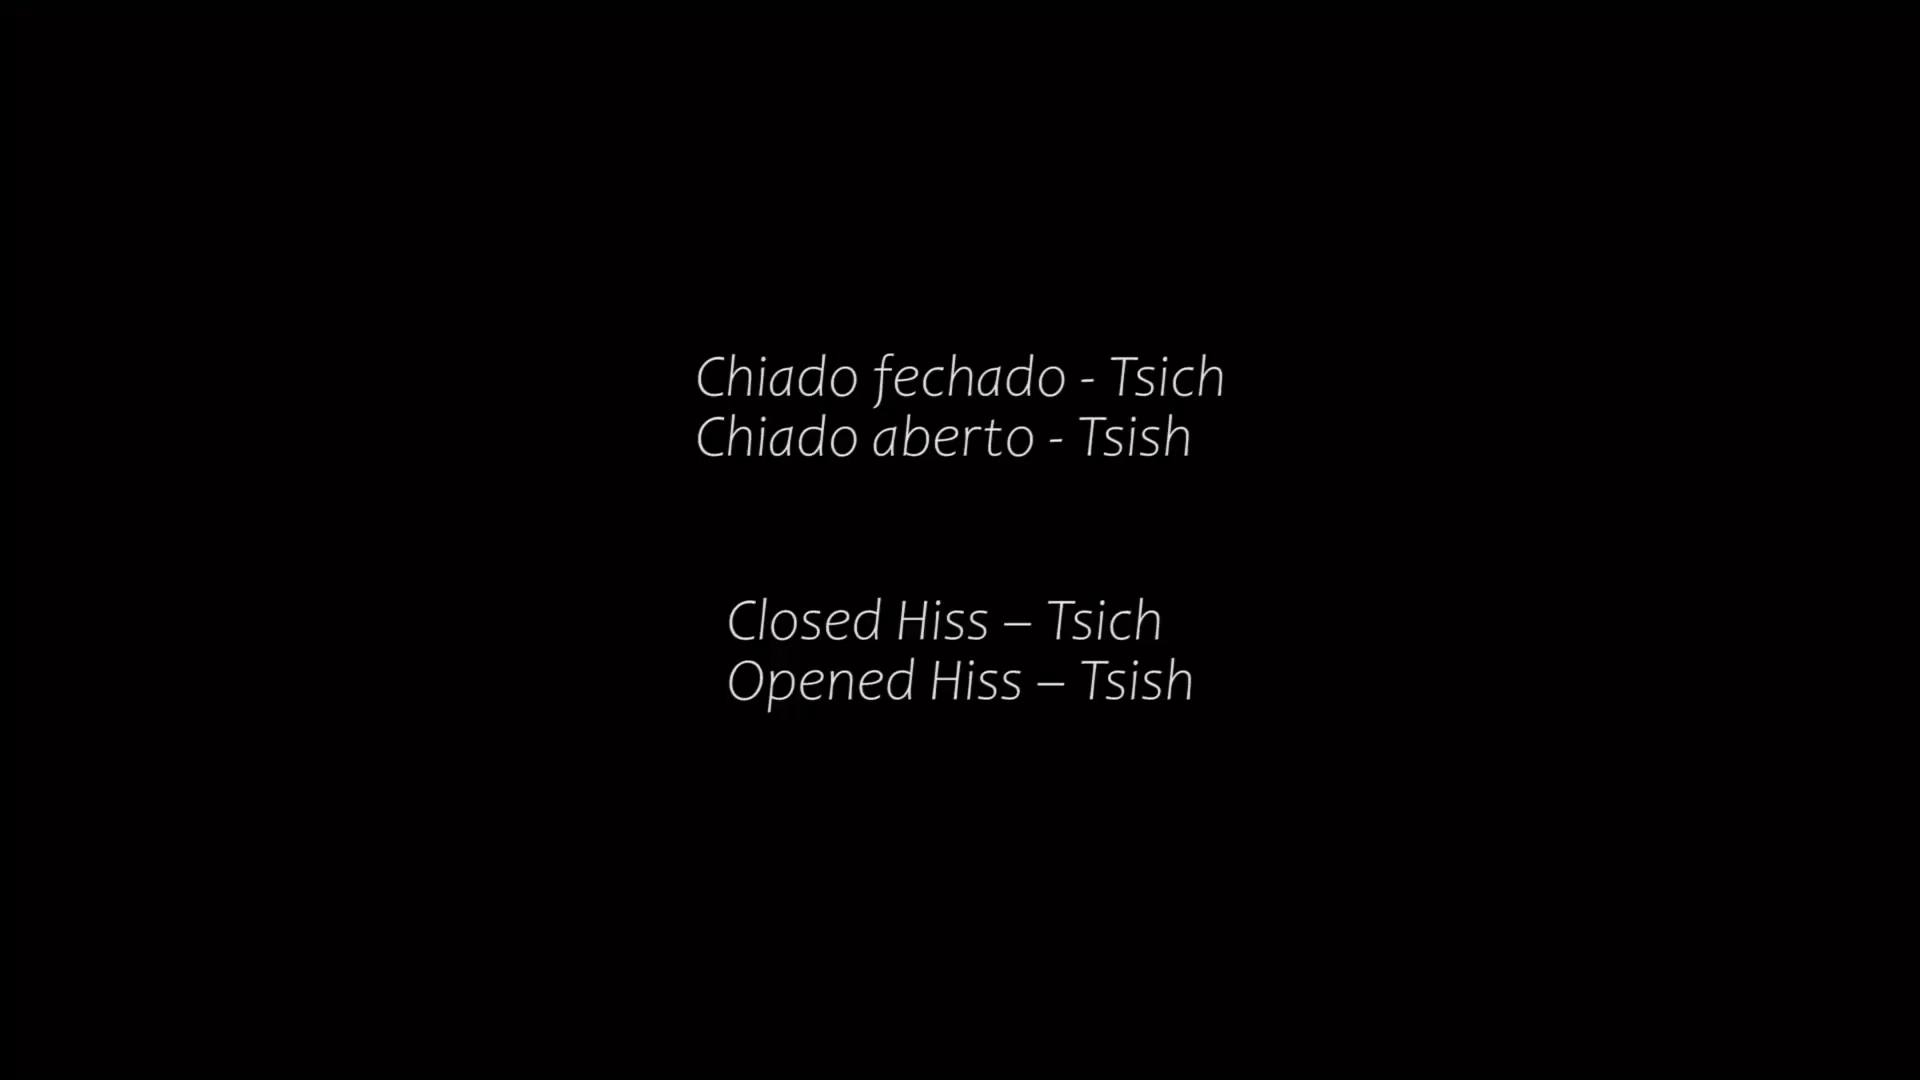 Chiado fechado - Tsich
Chiado aberto - Tsish
Closed Hiss – Tsich
Opened Hiss – Tsish